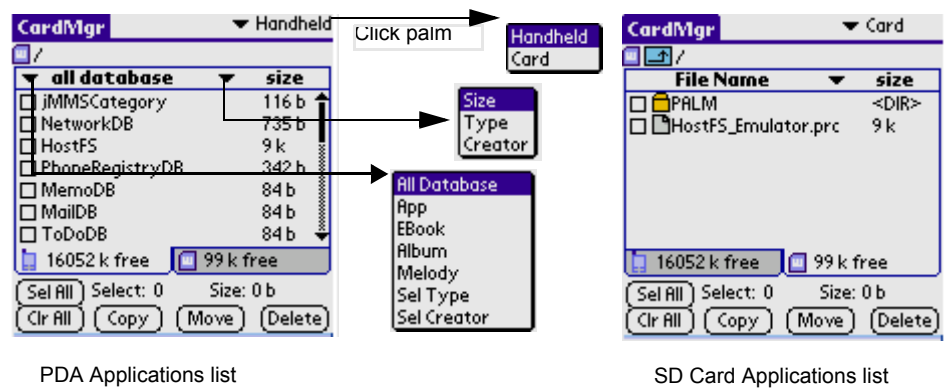 CardMgr
Handheld
/
all database size
jMMSCategory 116 b
NetworkDB 735 b
HostFS 9 k
PhoneRegistryDB 342 b
MemoDB 84 b
MailDB 84 b
ToDoDB 84 b
16052 k free 99 k free
Sel All Select: 0 Size: 0 b
Clr All Copy Move Delete
PDA Applications list
Click palm
Handheld
Card
Size
Type
Creator
All Database
App
EBook
Album
Melody
Sel Type
Sel Creator
CardMgr
Card
/
File Name size
PALM <DIR>
HostFS_Emulator.prc 9 k
16052 k free 99 k free
Sel All Select: 0 Size: 0 b
Clr All Copy Move Delete
SD Card Applications list